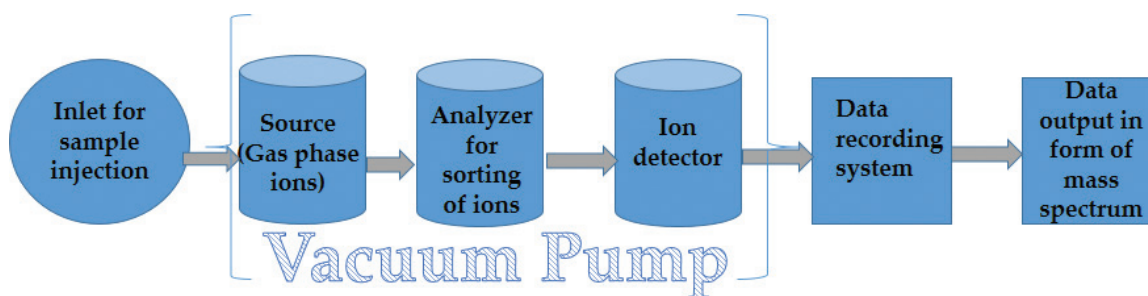 Inlet for
sample
injection
Source
(Gas phase
ions)
Analyzer
for
sorting
of ions
Ion
detector
Data
recording
system
Data
output in
form of
mass
spectrum
Vacuum Pump